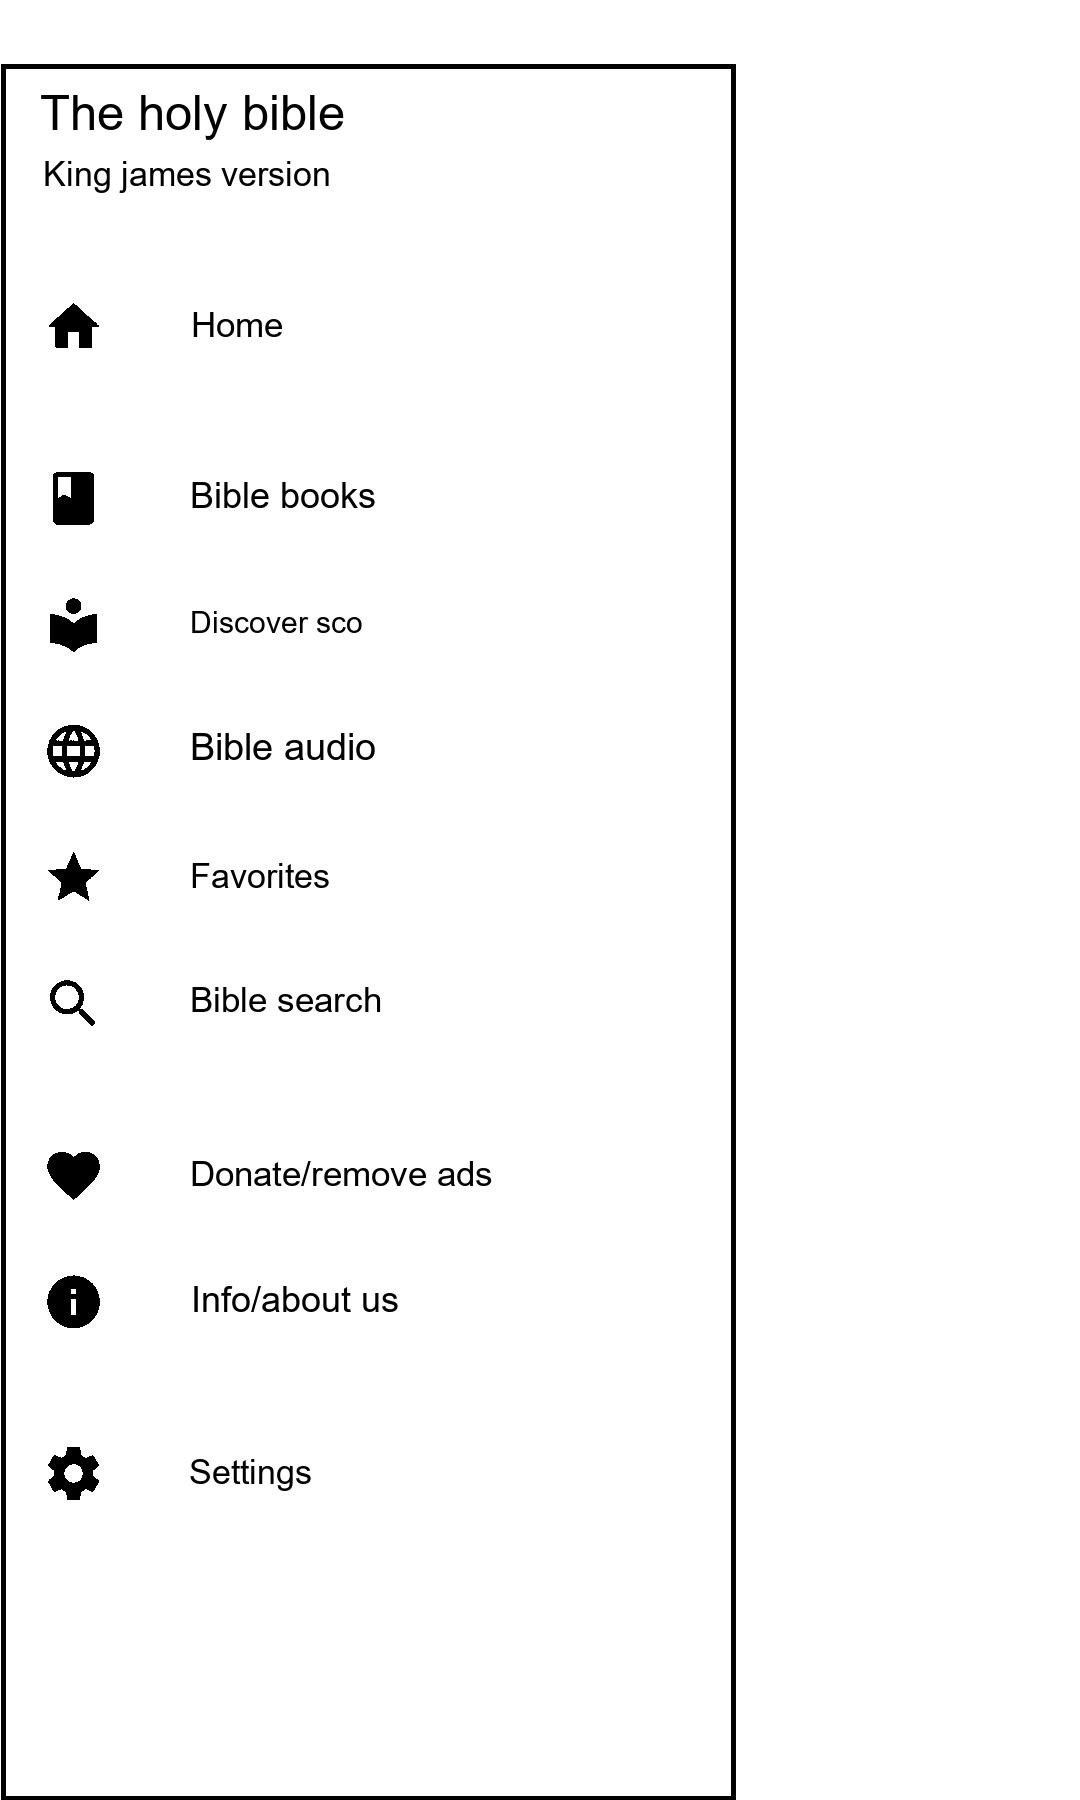 The holy bible
King james version
Home
Bible books
Discover sco
Bible audio
Favorites
Bible search
Donate/remove ads
Info/about us
Settings